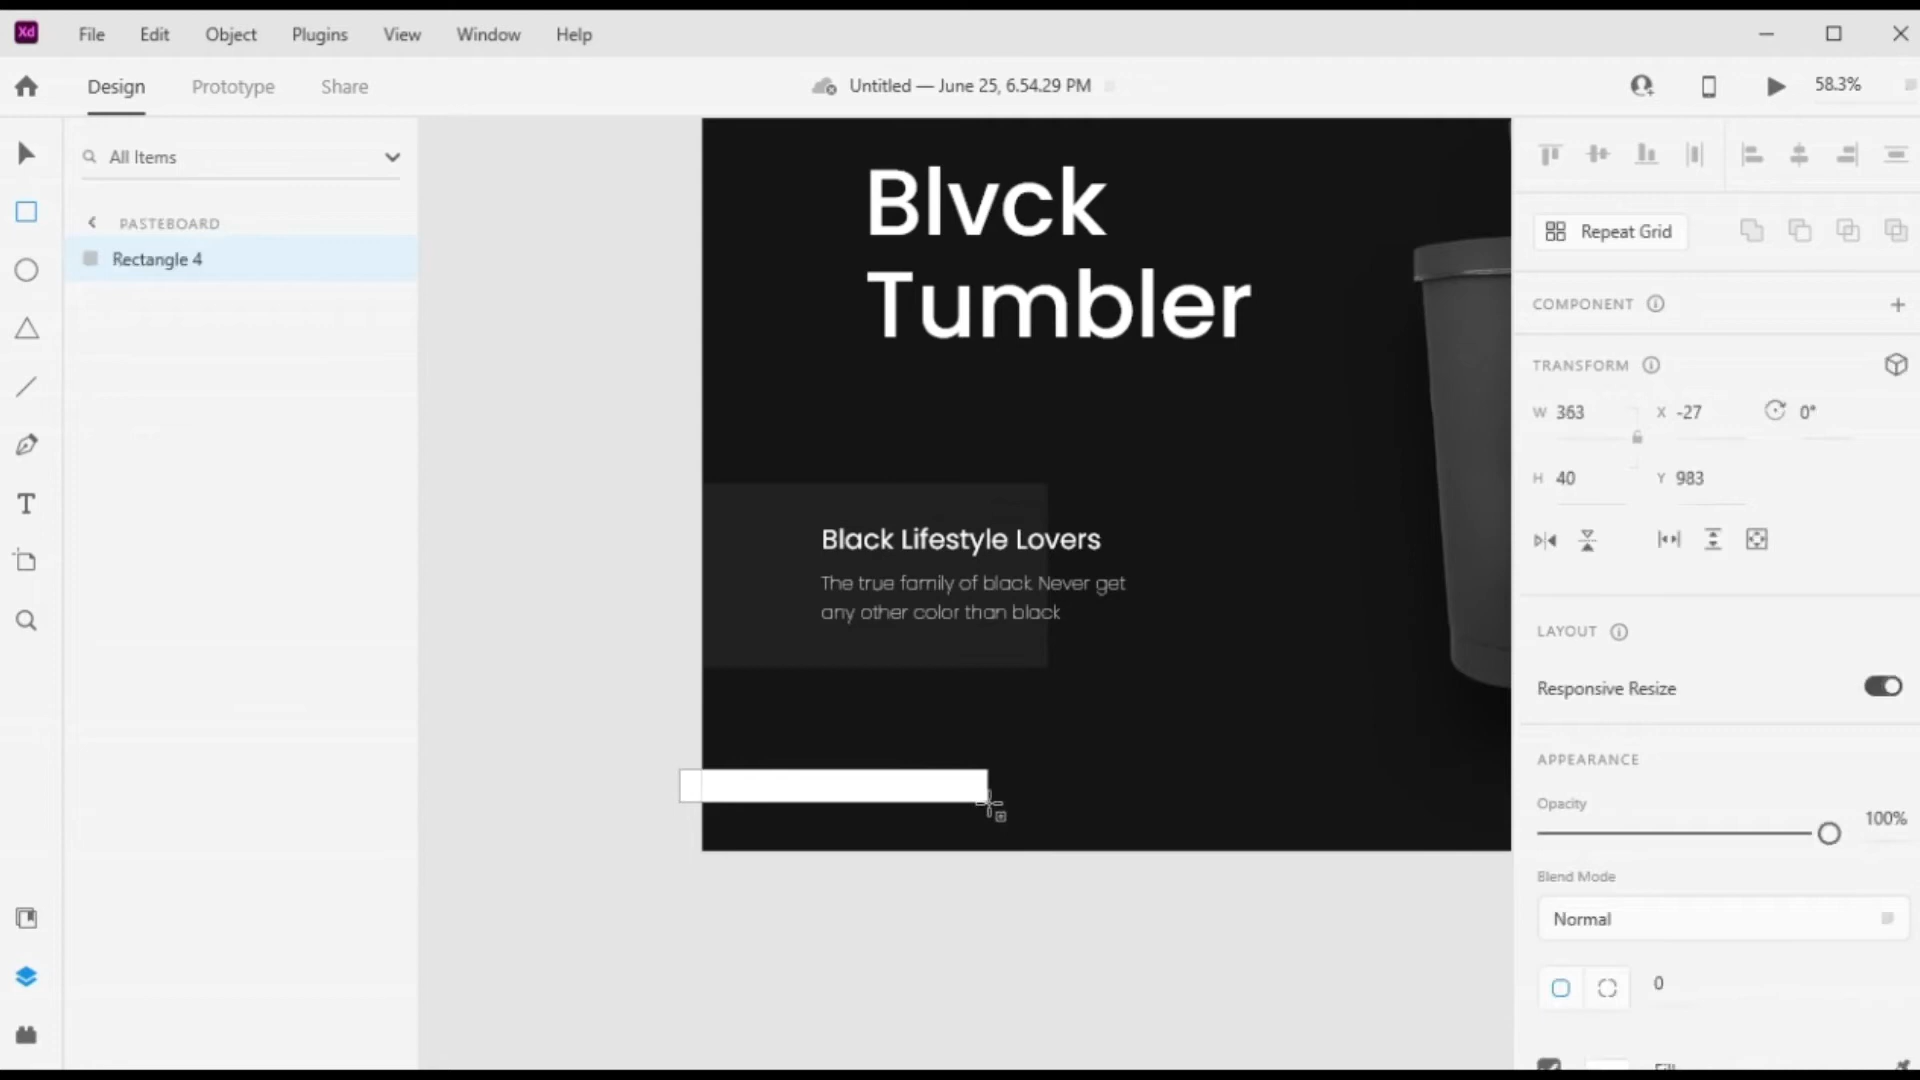 Xd File Edit Object Plugins View Window Help
Design Prototype Share Untitled — June 25, 6.54.29 PM 58.3%
All Items
PASTEBOARD
Rectangle 4
Blvck
Tumbler
Black Lifestyle Lovers
The true family of black. Never get
any other color than black
Repeat Grid
COMPONENT
TRANSFORM
W 363 X -27 0°
H 40 Y 983
LAYOUT
Responsive Resize
APPEARANCE
Opacity
100%
Blend Mode
Normal
0